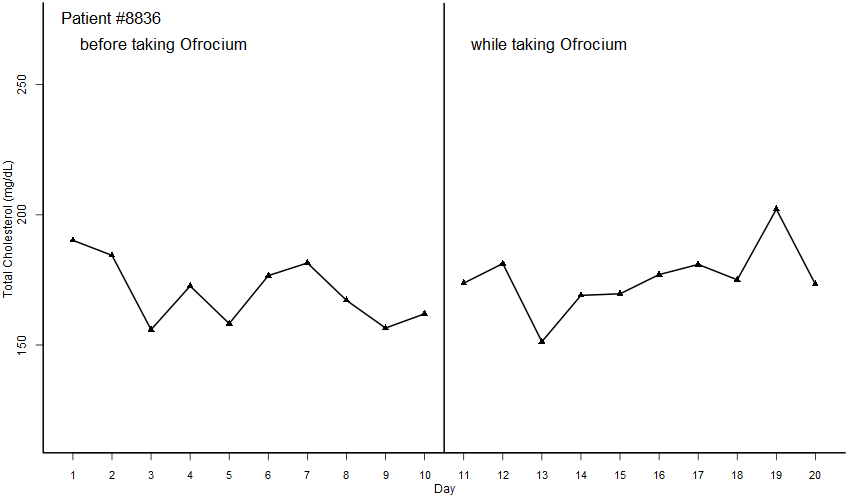 Patient #8836
before taking Ofrocium
while taking Ofrocium
Total Cholesterol (mg/dL)
250
200
150
1 2 3 4 5 6 7 8 9 10 11 12 13 14 15 16 17 18 19 20
Day